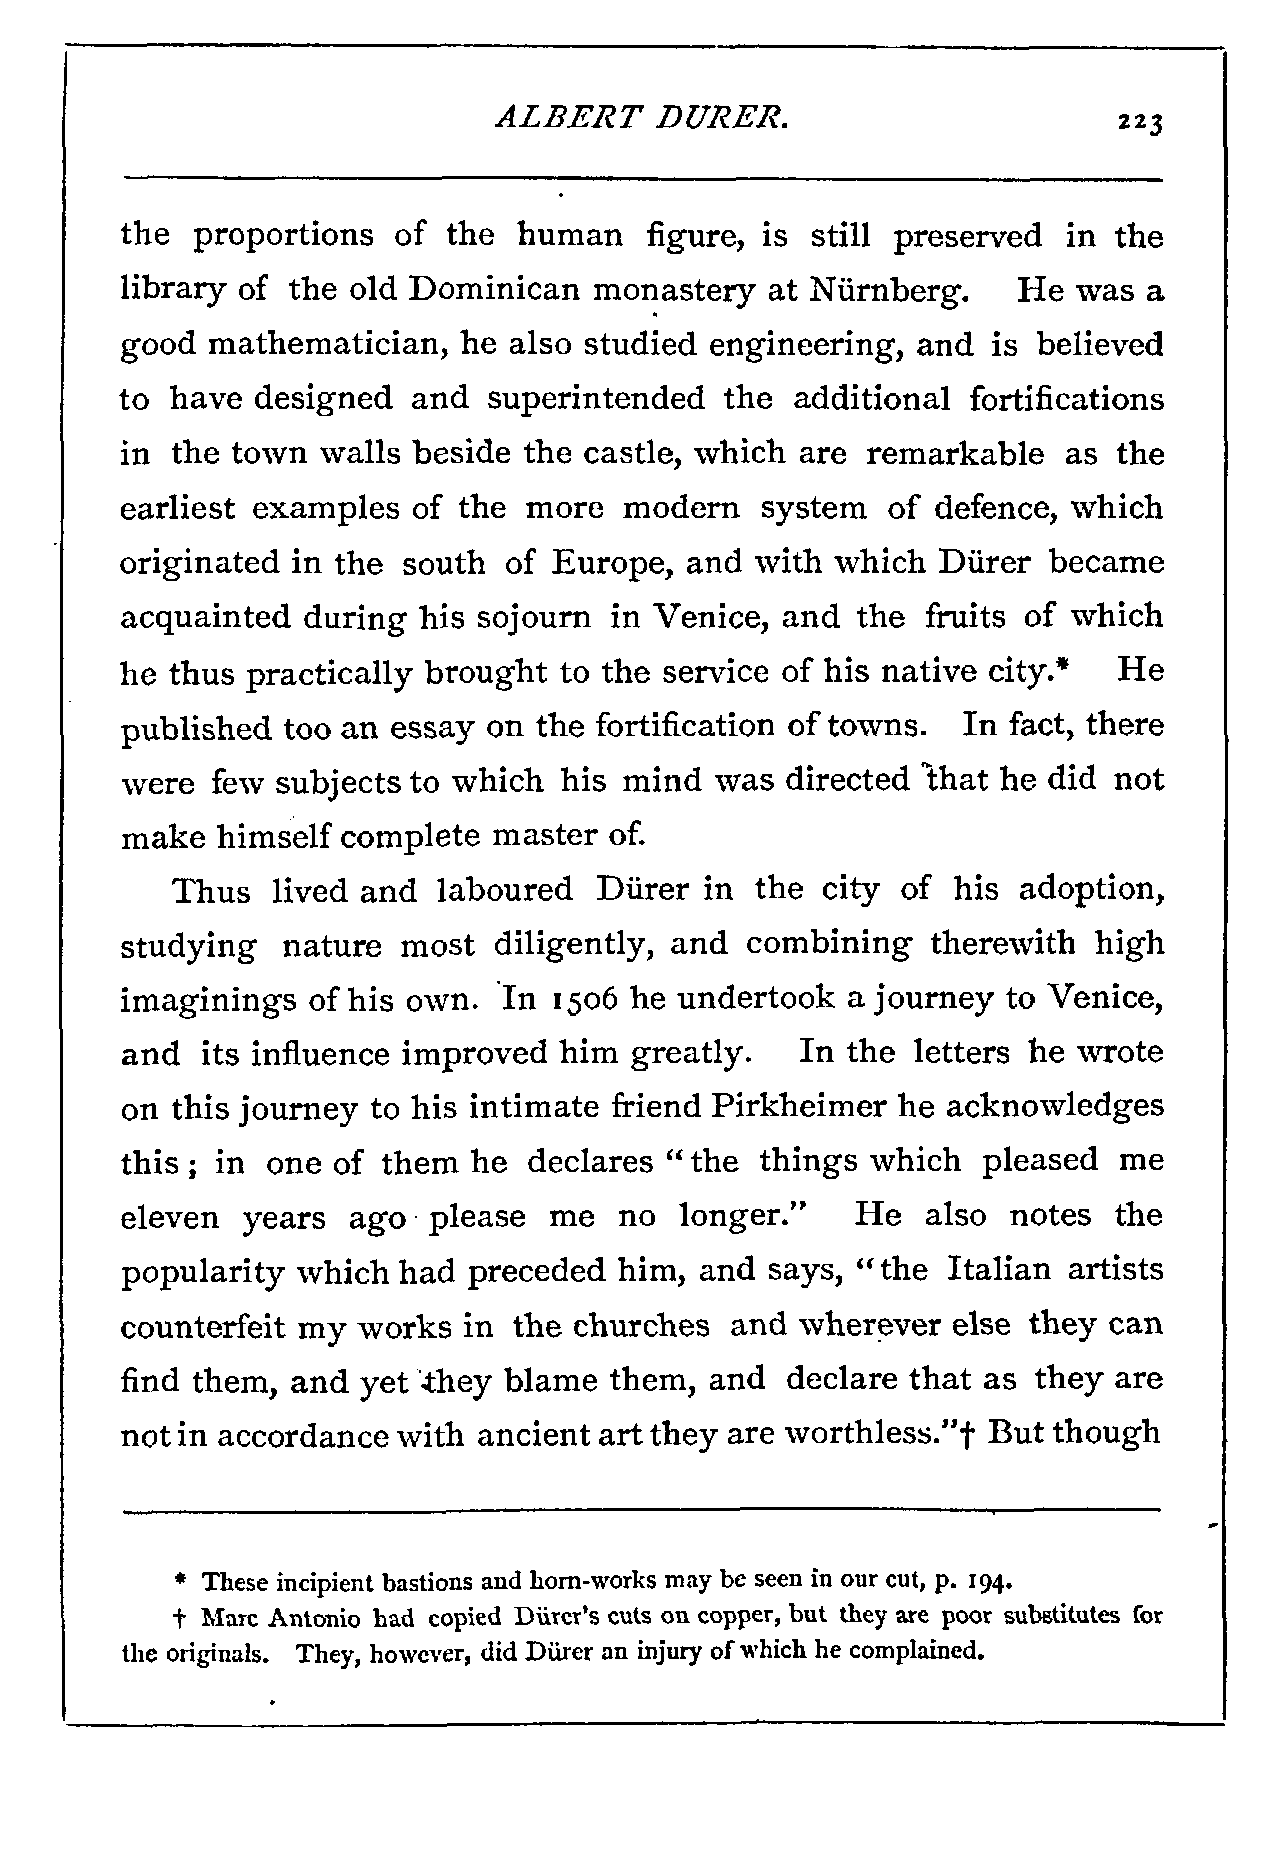 ALBERT DURER. 223
the proportions of the human figure, is still preserved in the
library of the old Dominican monastery at Nürnberg. He was a
good mathematician, he also studied engineering, and is believed
to have designed and superintended the additional fortifications
in the town walls beside the castle, which are remarkable as the
earliest examples of the more modern system of defence, which
originated in the south of Europe, and with which Dürer became
acquainted during his sojourn in Venice, and the fruits of which
he thus practically brought to the service of his native city.* He
published too an essay on the fortification of towns. In fact, there
were few subjects to which his mind was directed that he did not
make himself complete master of.
Thus lived and laboured Dürer in the city of his adoption,
studying nature most diligently, and combining therewith high
imaginings of his own. In 1506 he undertook a journey to Venice,
and its influence improved him greatly. In the letters he wrote
on this journey to his intimate friend Pirkheimer he acknowledges
this ; in one of them he declares “ the things which pleased me
eleven years ago please me no longer.” He also notes the
popularity which had preceded him, and says, “ the Italian artists
counterfeit my works in the churches and wherever else they can
find them, and yet they blame them, and declare that as they are
not in accordance with ancient art they are worthless.”† But though
* These incipient bastions and horn-works may be seen in our cut, p. 194.
† Marc Antonio had copied Dürer’s cuts on copper, but they are poor substitutes for
the originals. They, however, did Dürer an injury of which he complained.